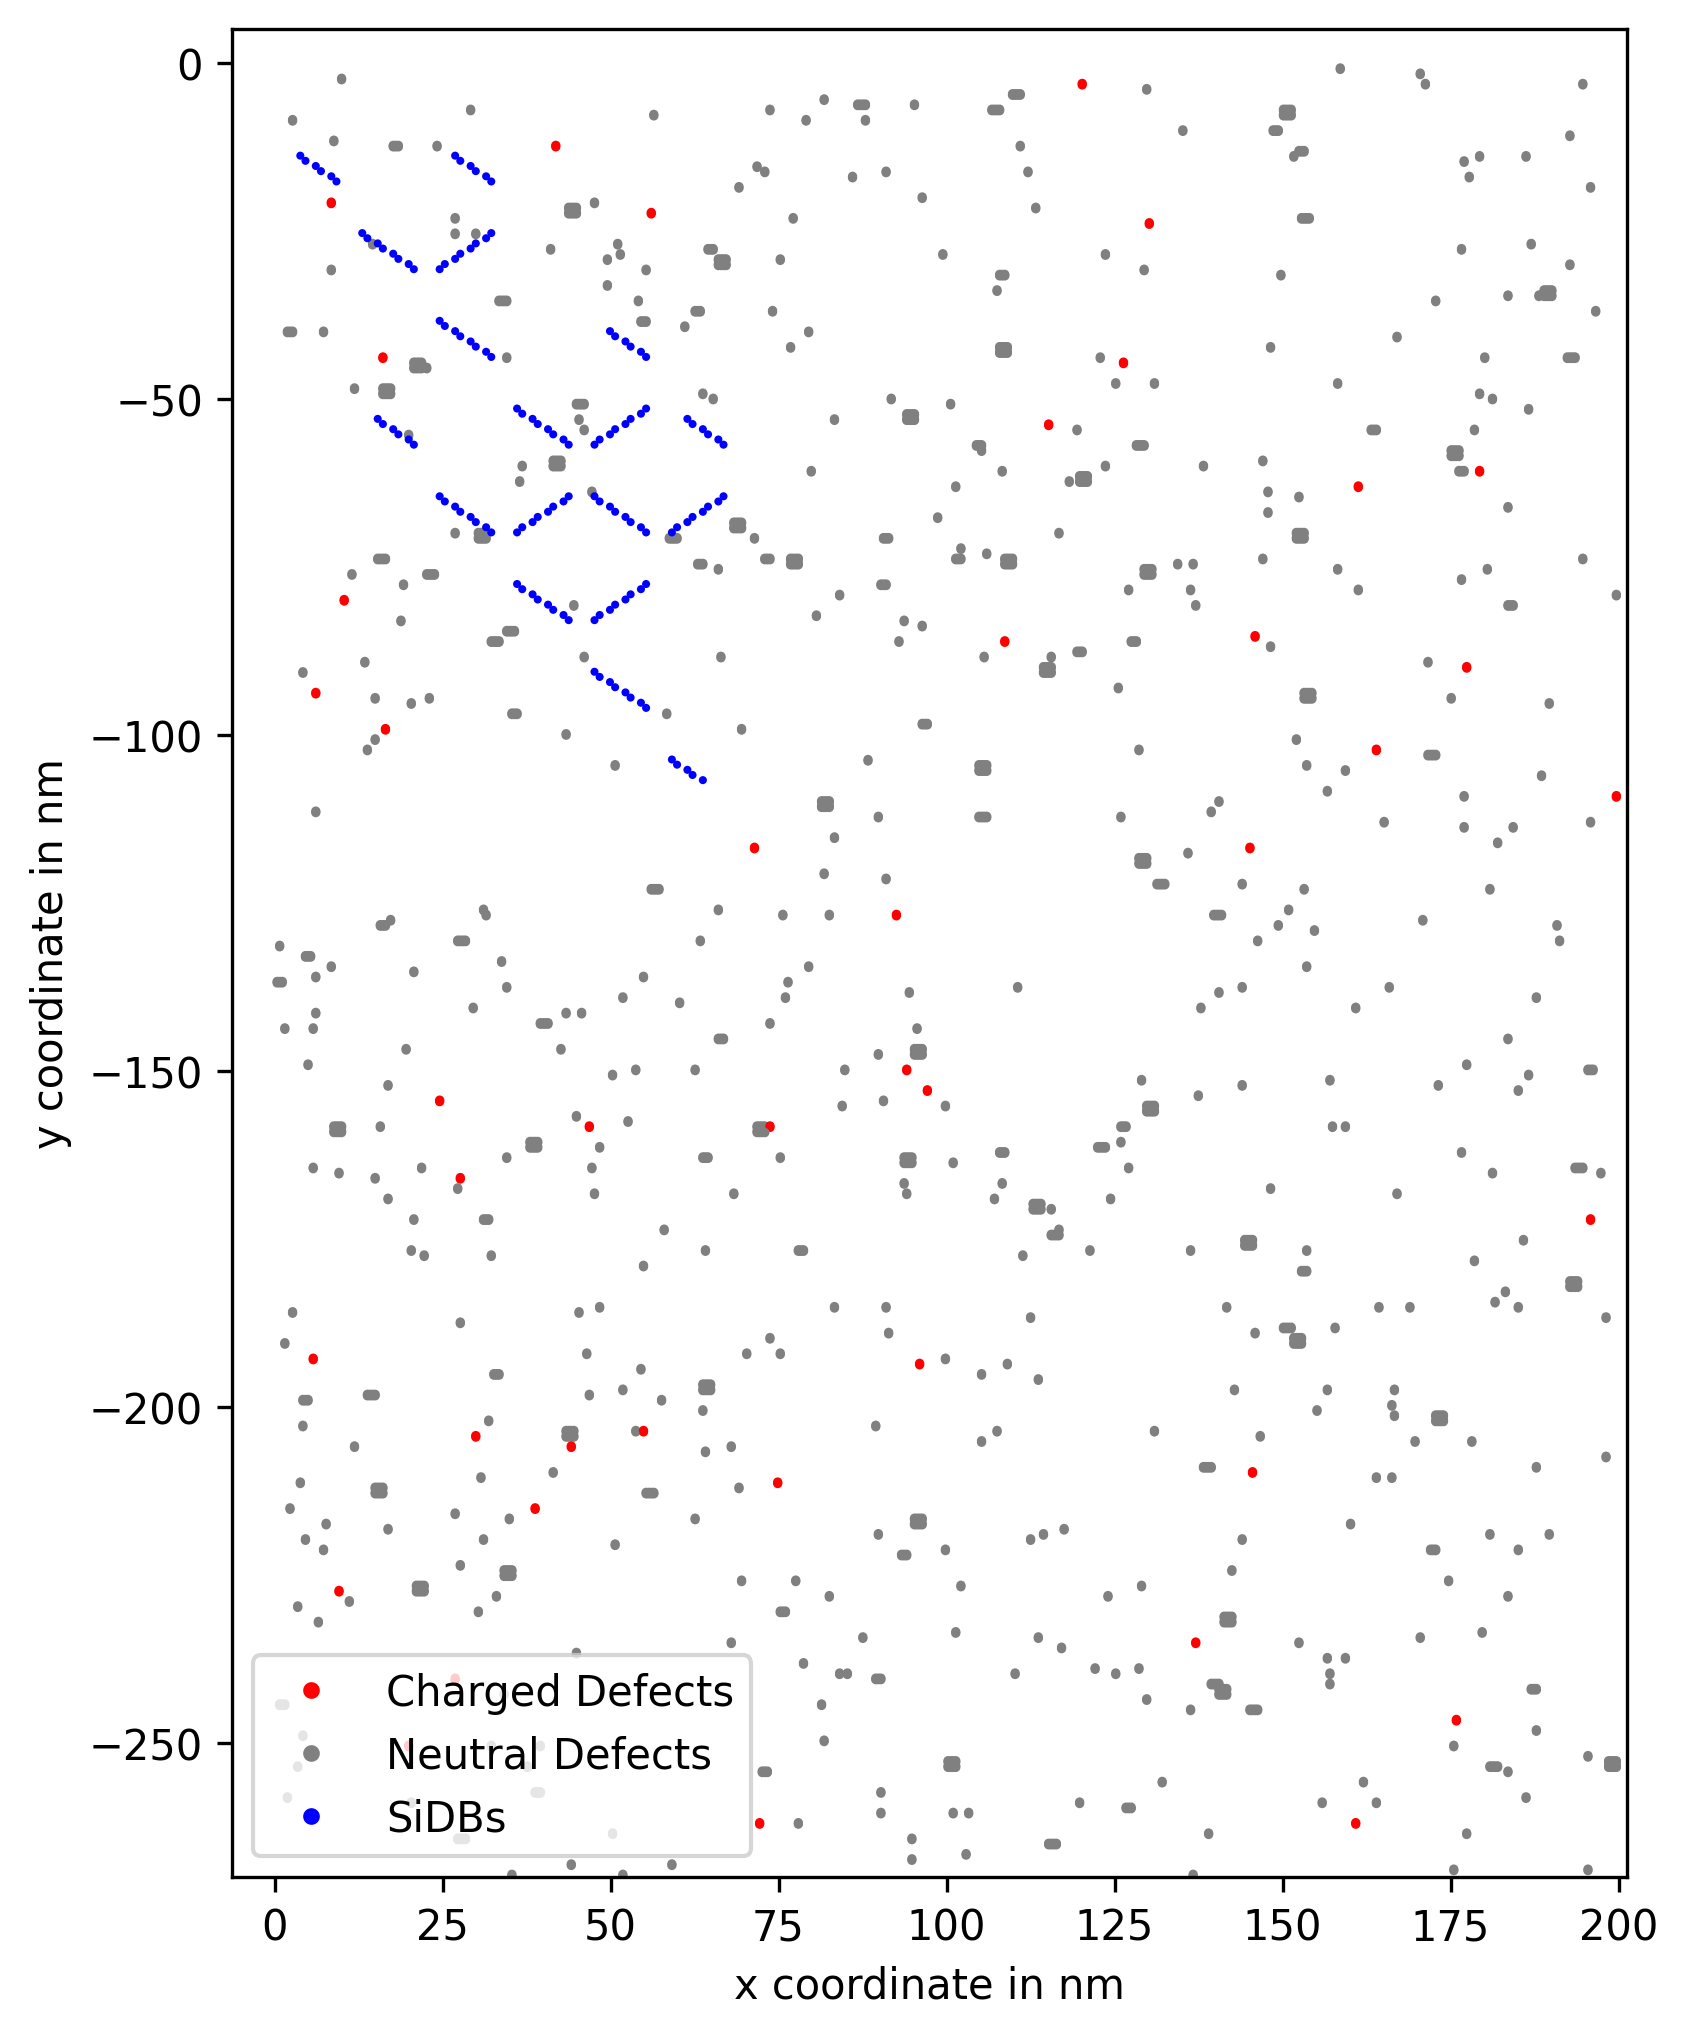 0
−50
−100
−150
−200
−250
y coordinate in nm
Charged Defects
Neutral Defects
SiDBs
0 25 50 75 100 125 150 175 200
x coordinate in nm